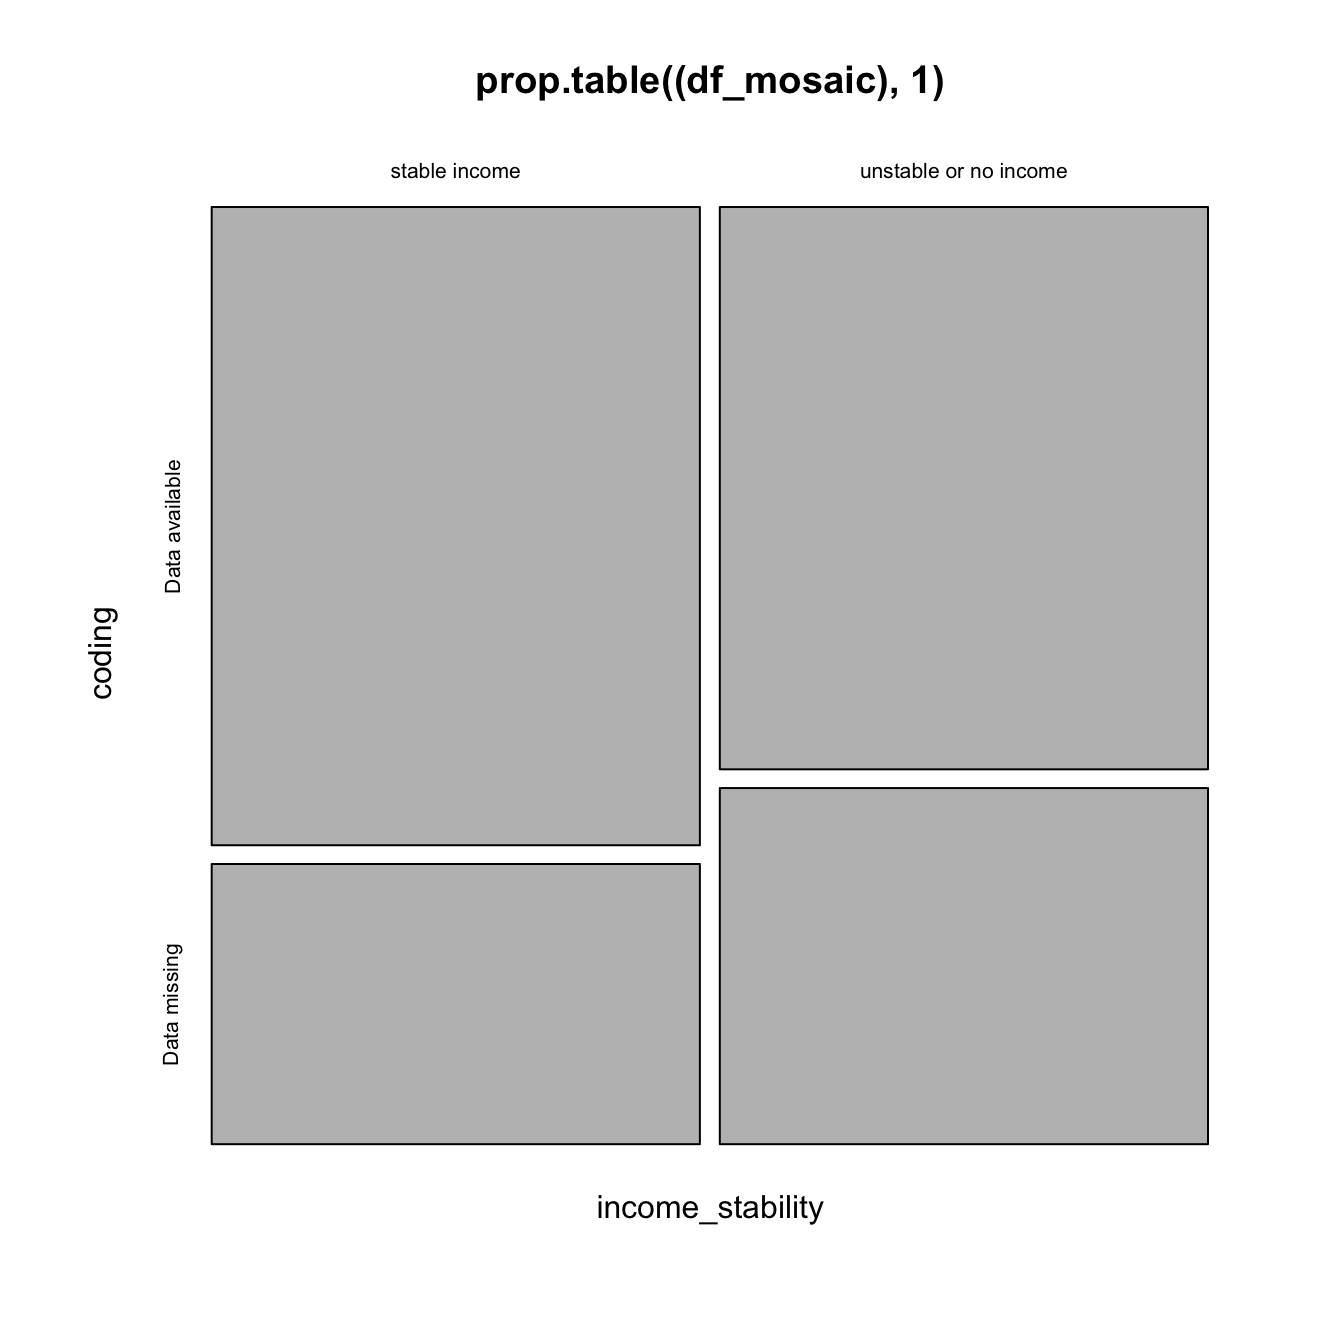 prop.table((df_mosaic), 1)
stable income
unstable or no income
Data available
coding
Data missing
income_stability